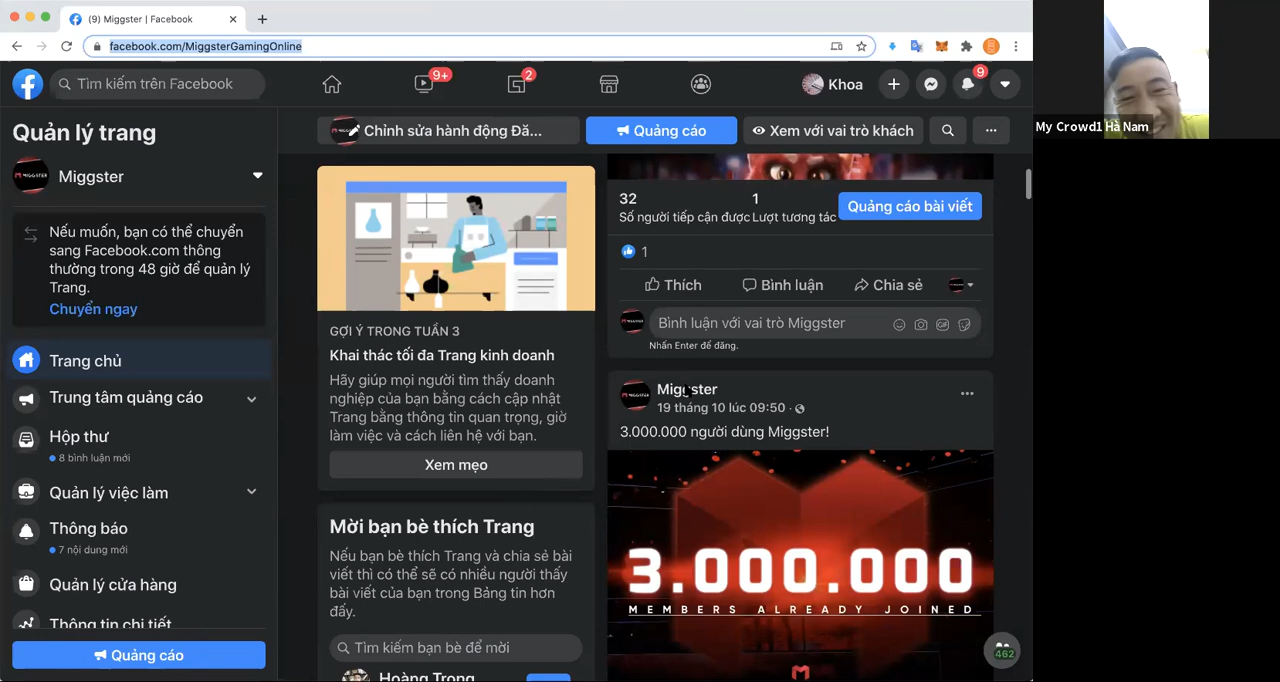 (9) Miggster | Facebook
facebook.com/MiggsterGamingOnline
Tìm kiếm trên Facebook
9+
2
Khoa
9
Quản lý trang
Miggster
Nếu muốn, bạn có thể chuyển
sang Facebook.com thông
thường trong 48 giờ để quản lý
Trang.
Chuyển ngay
Trang chủ
Trung tâm quảng cáo
Hộp thư
8 bình luận mới
Quản lý việc làm
Thông báo
7 nội dung mới
Quản lý cửa hàng
Thông tin chi tiết
Quảng cáo
Chỉnh sửa hành động Đă...
Quảng cáo
Xem với vai trò khách
GỢI Ý TRONG TUẦN 3
Khai thác tối đa Trang kinh doanh
Hãy giúp mọi người tìm thấy doanh
nghiệp của bạn bằng cách cập nhật
Trang bằng thông tin quan trọng, giờ
làm việc và cách liên hệ với bạn.
Xem mẹo
Mời bạn bè thích Trang
Nếu bạn bè thích Trang và chia sẻ bài
viết thì có thể sẽ có nhiều người thấy
bài viết của bạn trong Bảng tin hơn
đấy.
Tìm kiếm bạn bè để mời
Hoàng Trọng
32
Số người tiếp cận được
1
Lượt tương tác
Quảng cáo bài viết
1
Thích
Bình luận
Chia sẻ
Bình luận với vai trò Miggster
Nhấn Enter để đăng.
Miggster
19 tháng 10 lúc 09:50
3.000.000 người dùng Miggster!
3.000.000
MEMBERS ALREADY JOINED
462
My Crowd1 Hà Nam